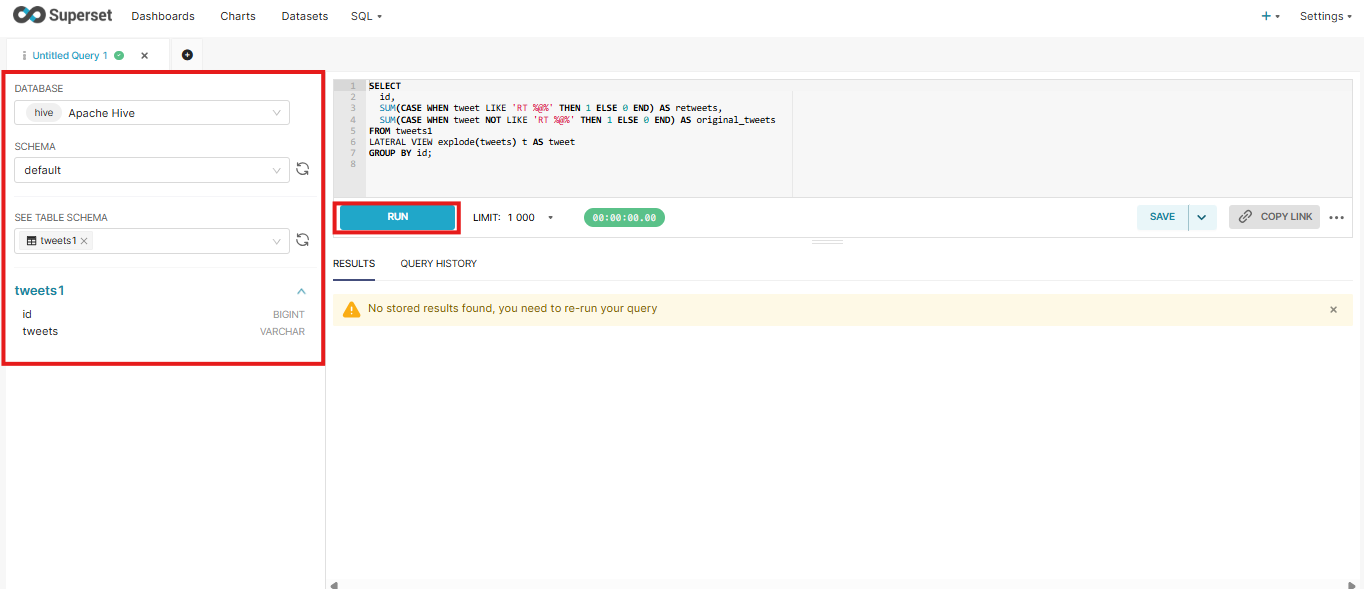 Superset Dashboards Charts Datasets SQL Settings
Untitled Query 1
DATABASE
hive Apache Hive
SCHEMA
default
SEE TABLE SCHEMA
tweets1
tweets1
id BIGINT
tweets VARCHAR
1 SELECT
2 id,
3 SUM(CASE WHEN tweet LIKE 'RT %@%' THEN 1 ELSE 0 END) AS retweets,
4 SUM(CASE WHEN tweet NOT LIKE 'RT %@%' THEN 1 ELSE 0 END) AS original_tweets
5 FROM tweets1
6 LATERAL VIEW explode(tweets) t AS tweet
7 GROUP BY id;
8
RUN LIMIT: 1 000 00:00:00.00 SAVE COPY LINK
RESULTS QUERY HISTORY
No stored results found, you need to re-run your query